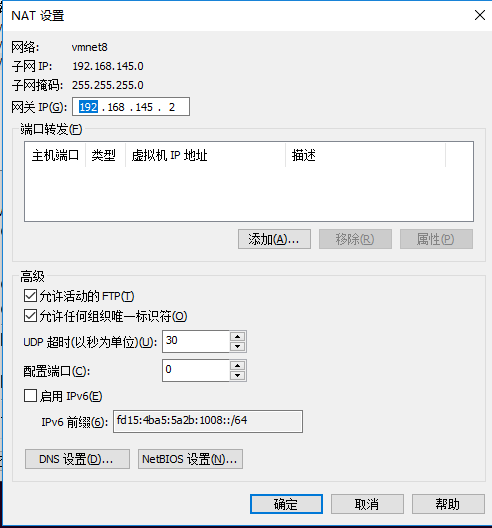 NAT 设置
网络: vmnet8
子网 IP: 192.168.145.0
子网掩码: 255.255.255.0
网关 IP(G): 192 . 168 . 145 . 2
端口转发(F)
主机端口 类型 虚拟机 IP 地址 描述
添加(A)... 移除(R) 属性(P)
高级
允许活动的 FTP(T)
允许任何组织唯一标识符(O)
UDP 超时(以秒为单位)(U): 30
配置端口(C): 0
启用 IPv6(E)
IPv6 前缀(6): fd15:4ba5:5a2b:1008::/64
DNS 设置(D)... NetBIOS 设置(N)...
确定 取消 帮助